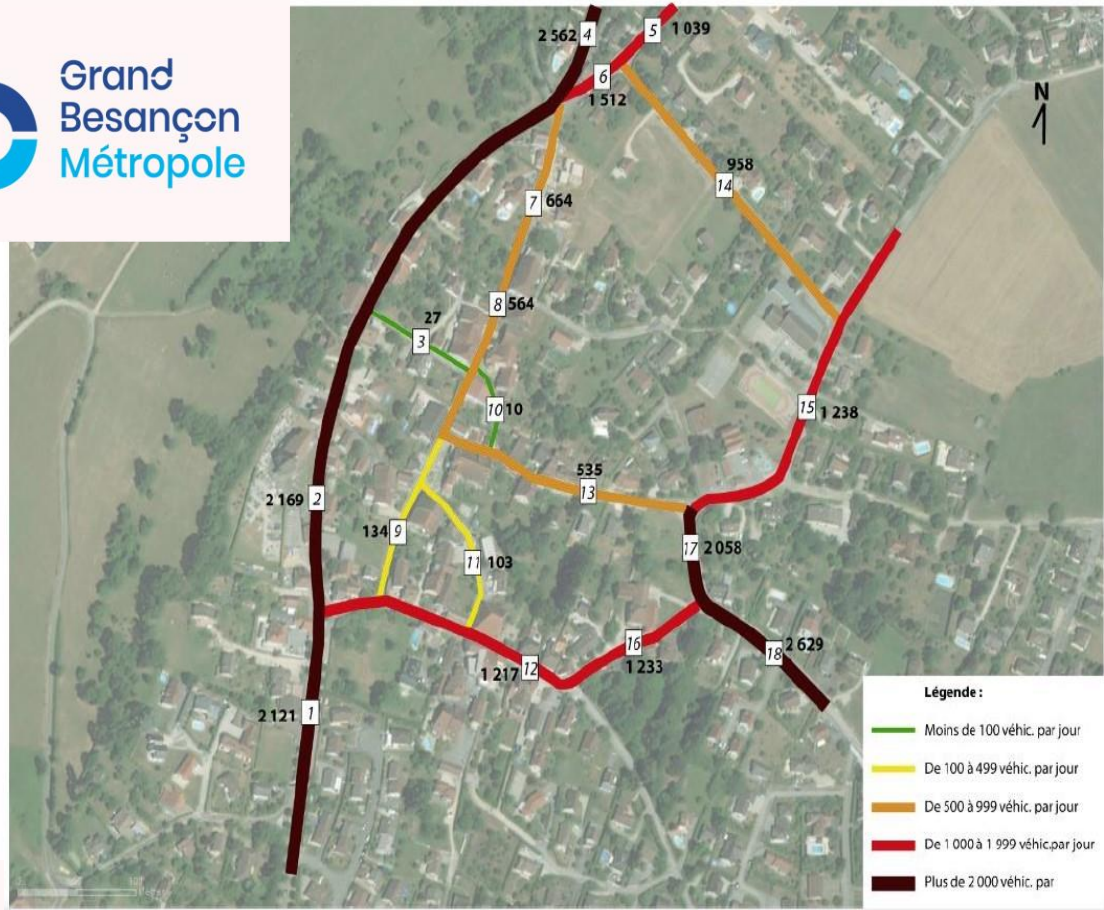 Grand
Besançon
Métropole
2 562 4
5 1 039
6
1 512
N
958
14
7 664
8 564
27
3
10 10
15 1 238
535
13
2 169 2
134 9
11 103
17 2 058
16
1 233
18 2 629
1 217 12
2 121 1
Légende :
Moins de 100 véhic. par jour
De 100 à 499 véhic. par jour
De 500 à 999 véhic. par jour
De 1 000 à 1 999 véhic.par jour
Plus de 2 000 véhic. par